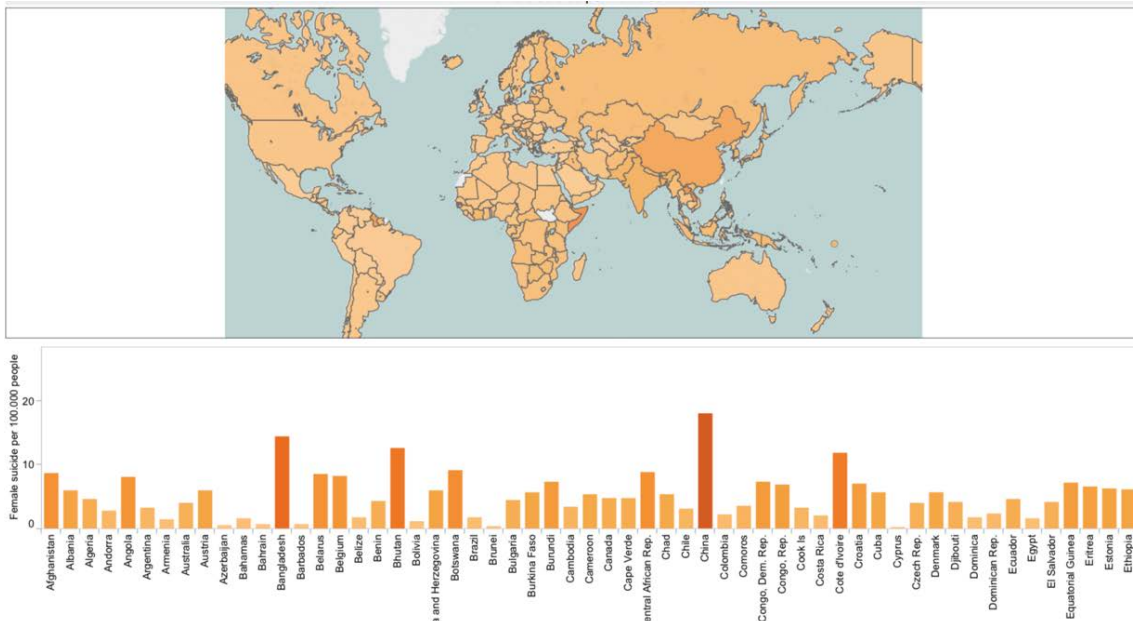 Female suicide per 100.000 people
20
10
0
Afghanistan
Albania
Algeria
Andorra
Angola
Argentina
Armenia
Australia
Austria
Azerbaijan
Bahamas
Bahrain
Bangladesh
Barbados
Belarus
Belgium
Belize
Benin
Bhutan
Bolivia
a and Herzegovina
Botswana
Brazil
Brunei
Bulgaria
Burkina Faso
Burundi
Cambodia
Cameroon
Canada
Cape Verde
entral African Rep.
Chad
Chile
China
Colombia
Comoros
Congo, Dem. Rep.
Congo, Rep.
Cook Is
Costa Rica
Cote d'Ivoire
Croatia
Cuba
Cyprus
Czech Rep.
Denmark
Djibouti
Dominica
Dominican Rep.
Ecuador
Egypt
El Salvador
Equatorial Guinea
Eritrea
Estonia
Ethiopia